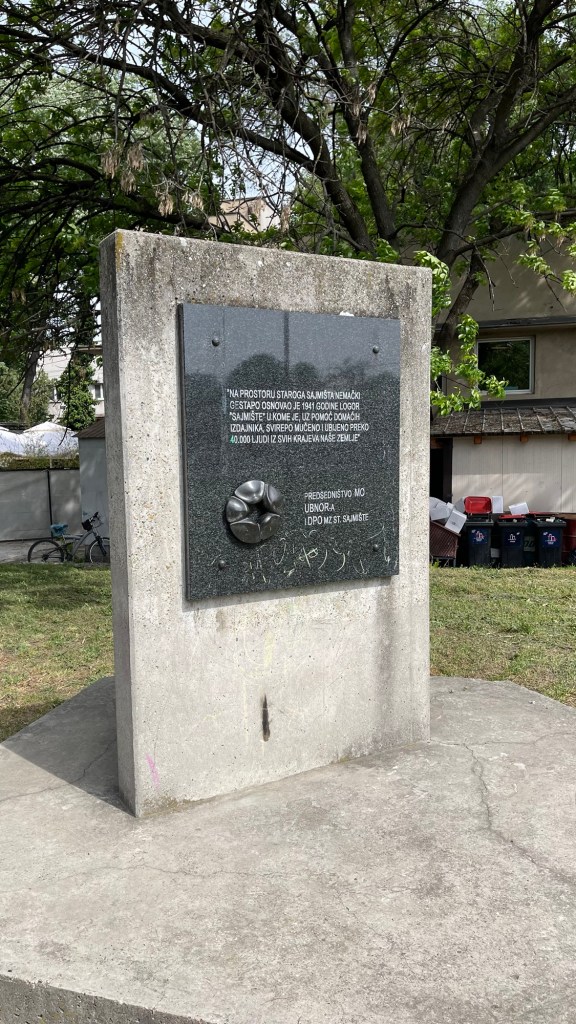 "NA PROSTORU STAROGA SAJMIŠTA NEMAČKI
GESTAPO OSNOVAO JE 1941 GODINE LOGOR
"SAJMIŠTE" U KOME JE, UZ POMOĆ DOMAĆIH
IZDAJNIKA, SVIREPO MUČENO I UBIJENO PREKO
40.000 LJUDI IZ SVIH KRAJEVA NAŠE ZEMLJE"
PREDSEDNIŠTVO MO
UBNOR-A
I DPO MZ ST. SAJMIŠTE